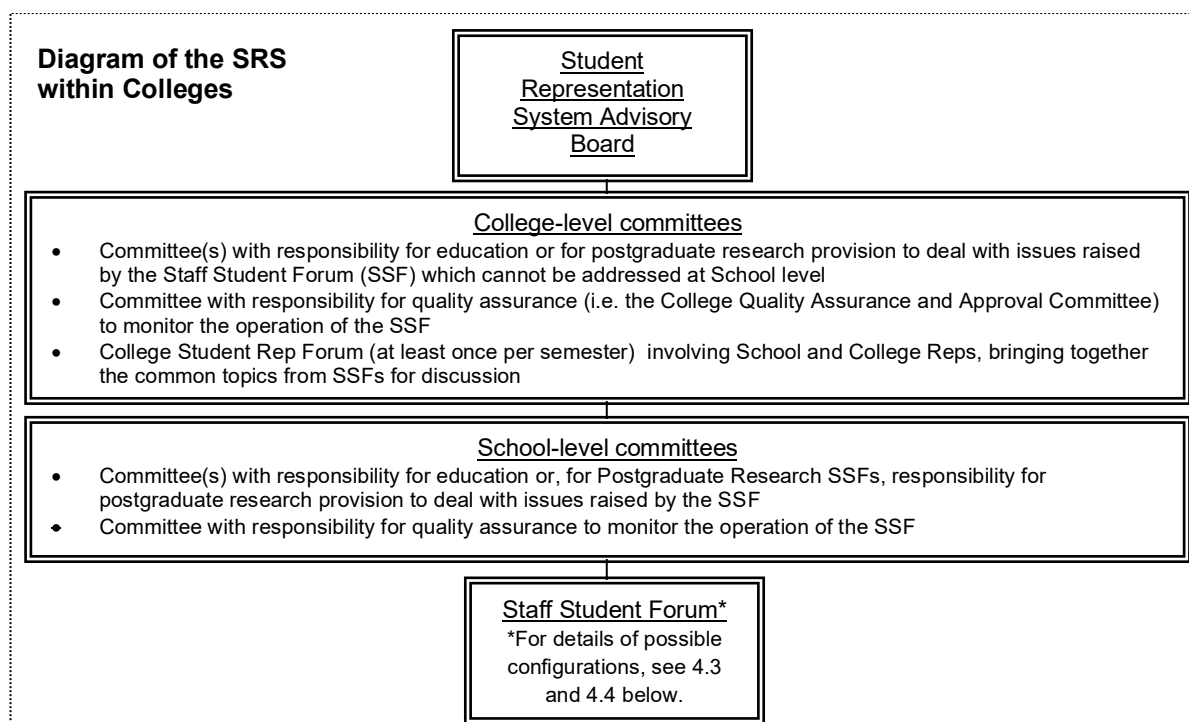 Diagram of the SRS
within Colleges
Student
Representation
System Advisory
Board
College-level committees
• Committee(s) with responsibility for education or for postgraduate research provision to deal with issues raised
by the Staff Student Forum (SSF) which cannot be addressed at School level
• Committee with responsibility for quality assurance (i.e. the College Quality Assurance and Approval Committee)
to monitor the operation of the SSF
• College Student Rep Forum (at least once per semester) involving School and College Reps, bringing together
the common topics from SSFs for discussion
School-level committees
• Committee(s) with responsibility for education or, for Postgraduate Research SSFs, responsibility for
postgraduate research provision to deal with issues raised by the SSF
• Committee with responsibility for quality assurance to monitor the operation of the SSF
Staff Student Forum*
*For details of possible
configurations, see 4.3
and 4.4 below.